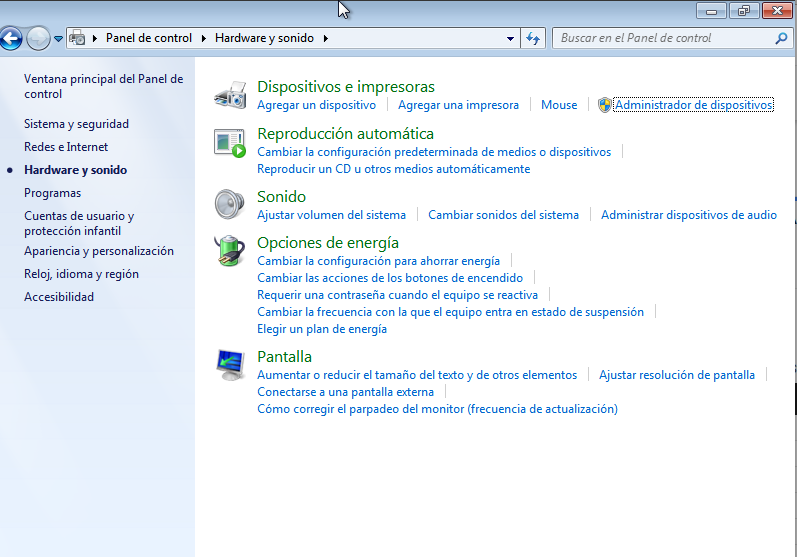 Panel de control Hardware y sonido Buscar en el Panel de control
Ventana principal del Panel de
control
Sistema y seguridad
Redes e Internet
Hardware y sonido
Programas
Cuentas de usuario y
protección infantil
Apariencia y personalización
Reloj, idioma y región
Accesibilidad
Dispositivos e impresoras
Agregar un dispositivo Agregar una impresora Mouse Administrador de dispositivos
Reproducción automática
Cambiar la configuración predeterminada de medios o dispositivos
Reproducir un CD u otros medios automáticamente
Sonido
Ajustar volumen del sistema Cambiar sonidos del sistema Administrar dispositivos de audio
Opciones de energía
Cambiar la configuración para ahorrar energía
Cambiar las acciones de los botones de encendido
Requerir una contraseña cuando el equipo se reactiva
Cambiar la frecuencia con la que el equipo entra en estado de suspensión
Elegir un plan de energía
Pantalla
Aumentar o reducir el tamaño del texto y de otros elementos Ajustar resolución de pantalla
Conectarse a una pantalla externa
Cómo corregir el parpadeo del monitor (frecuencia de actualización)